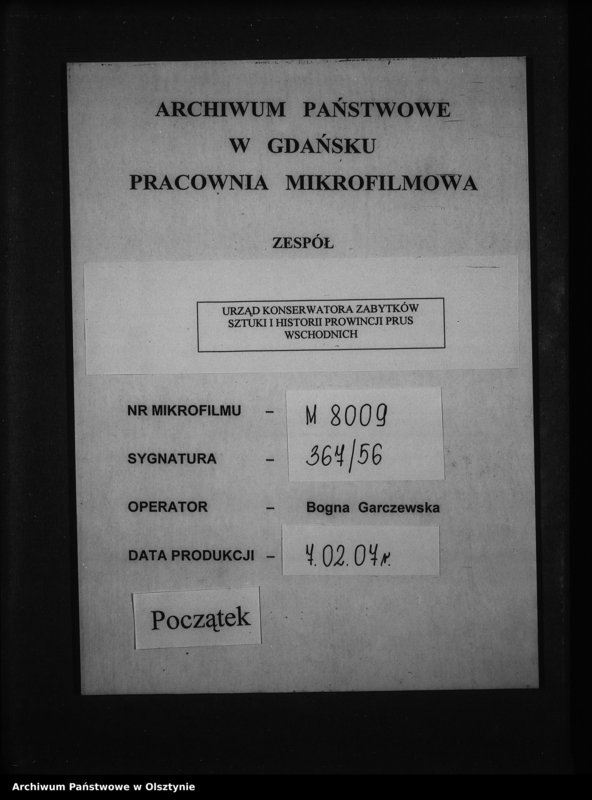 ARCHIWUM PAŃSTWOWE
W GDAŃSKU
PRACOWNIA MIKROFILMOWA
ZESPÓŁ
URZĄD KONSERWATORA ZABYTKÓW
SZTUKI I HISTORII PROWINCJI PRUS
WSCHODNICH
NR MIKROFILMU – M 8009
SYGNATURA – 367/56
OPERATOR – Bogna Garczewska
DATA PRODUKCJI – 7.02.07r.
Początek
Archiwum Państwowe w Olsztynie